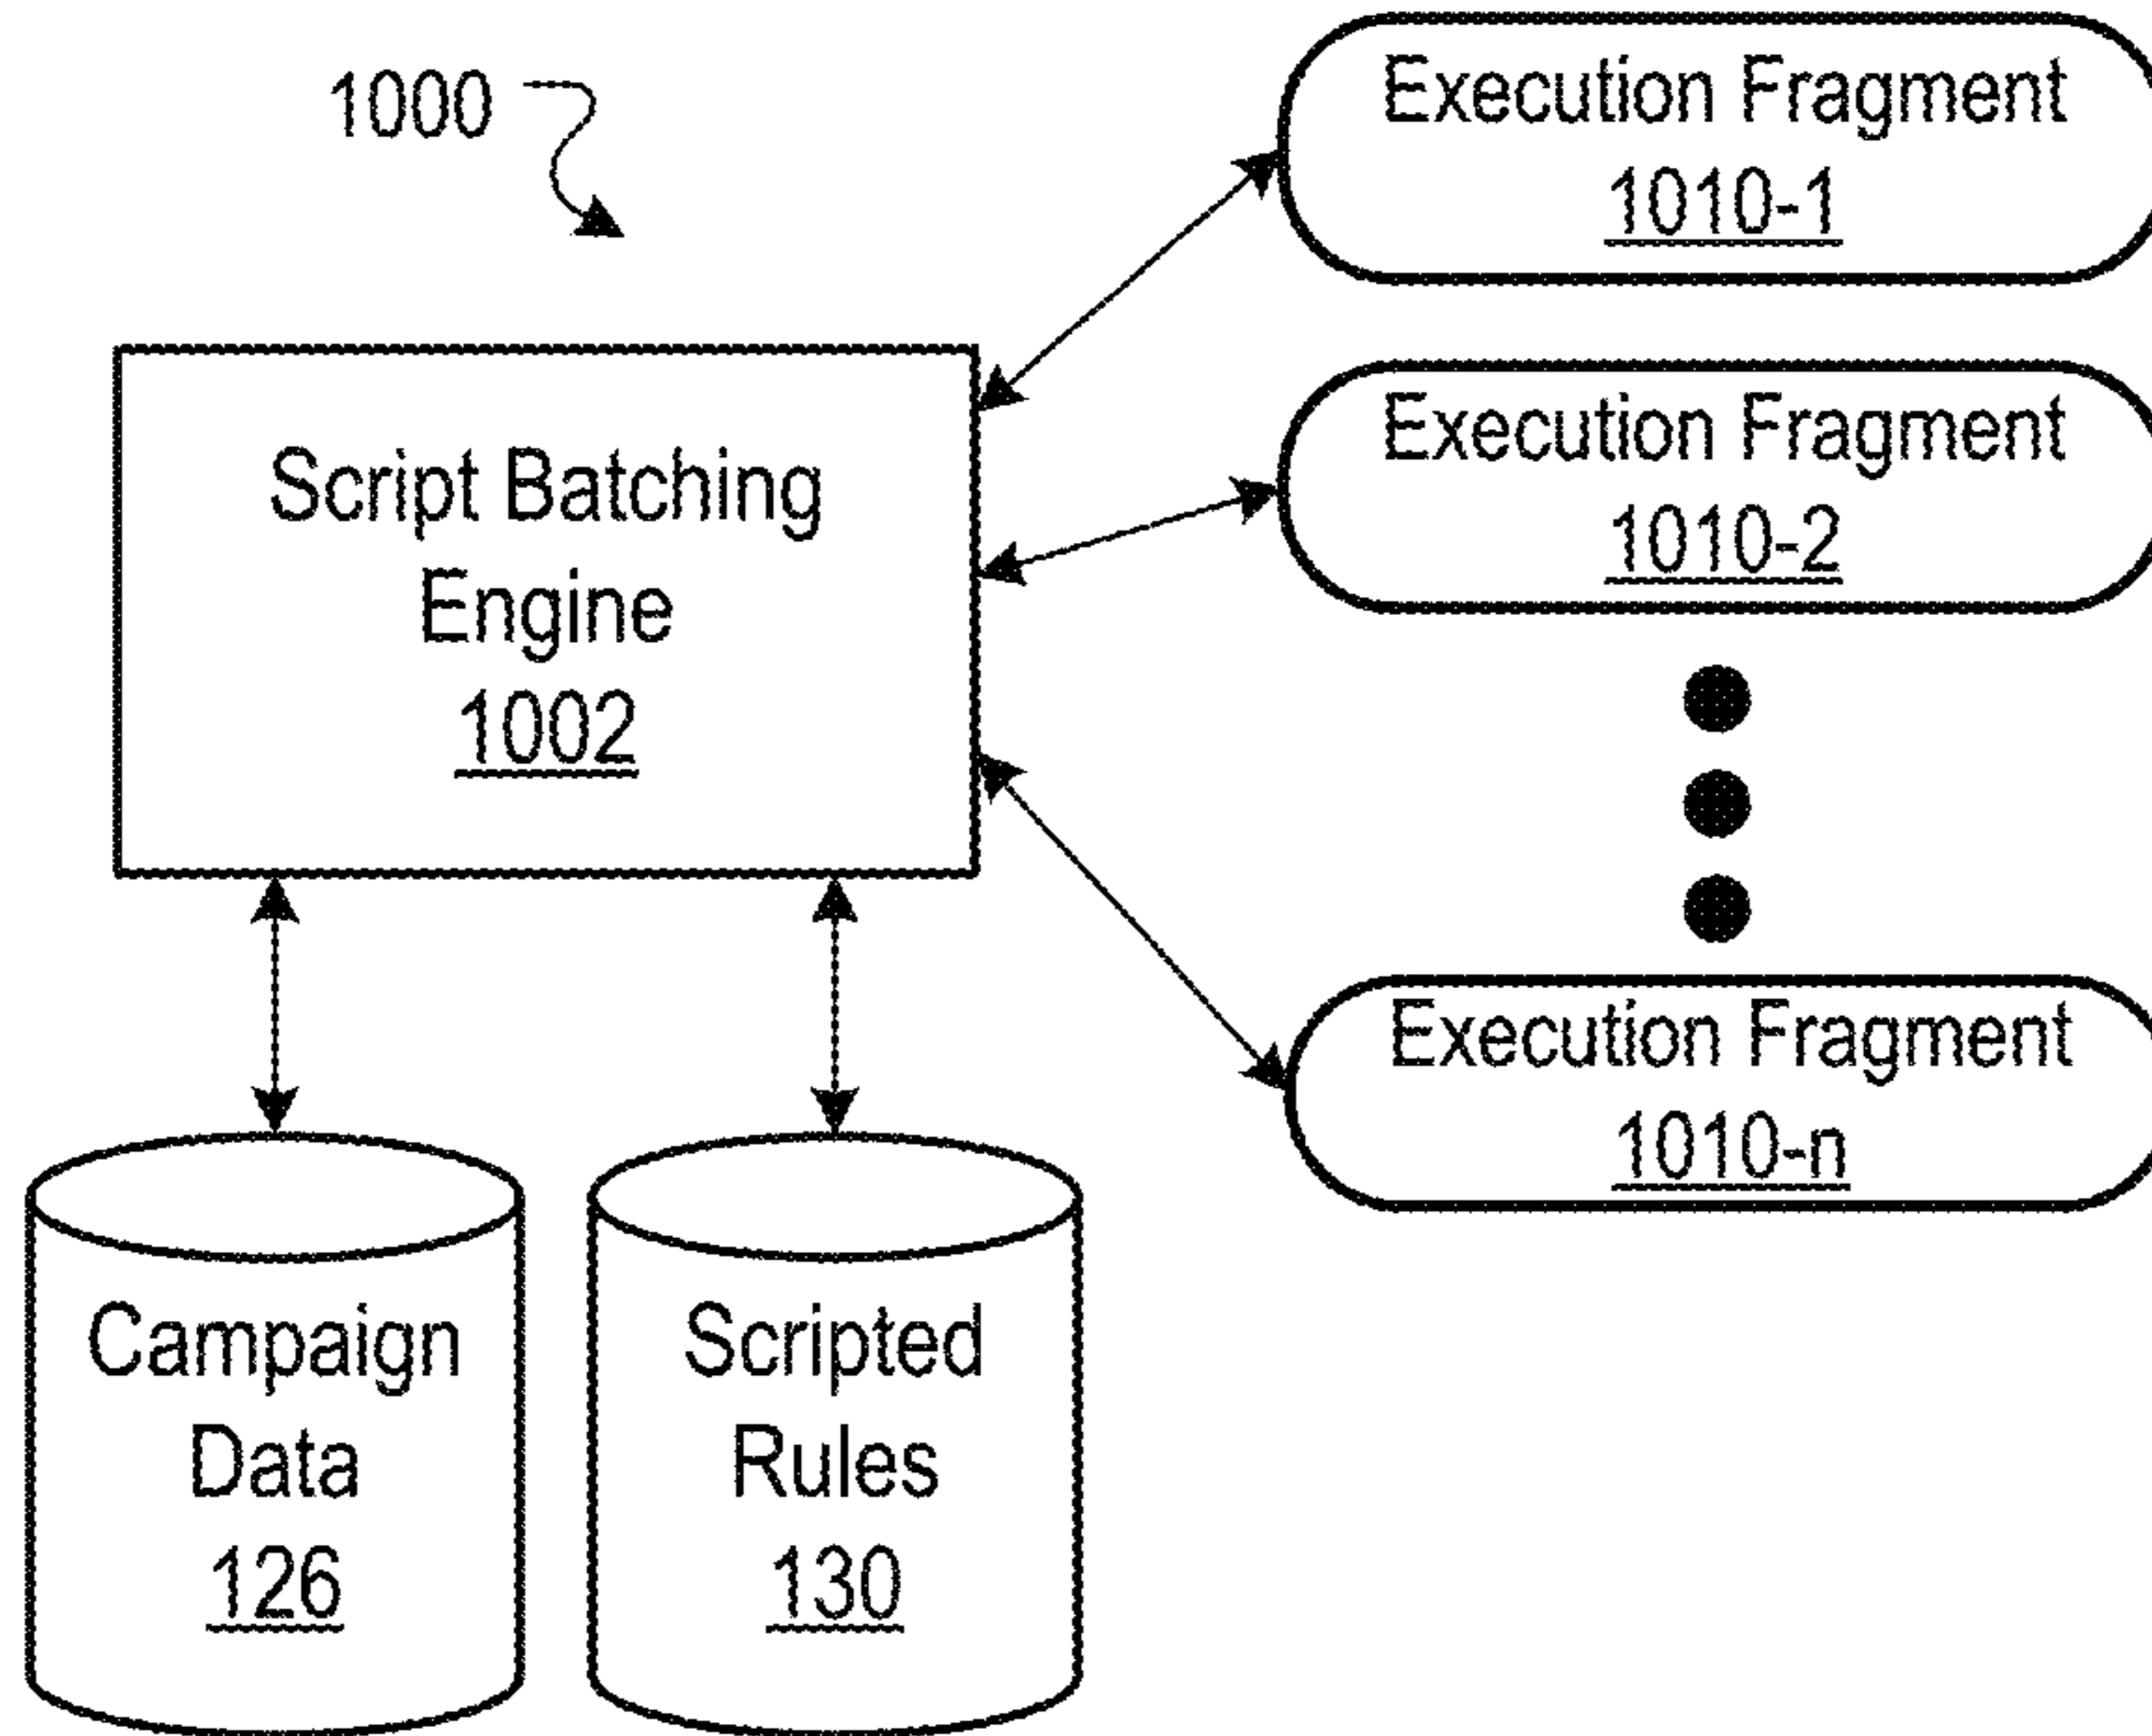 1000
Execution Fragment
1010-1
Script Batching
Engine
1002
Execution Fragment
1010-2
Execution Fragment
1010-n
Campaign
Data
126
Scripted
Rules
130